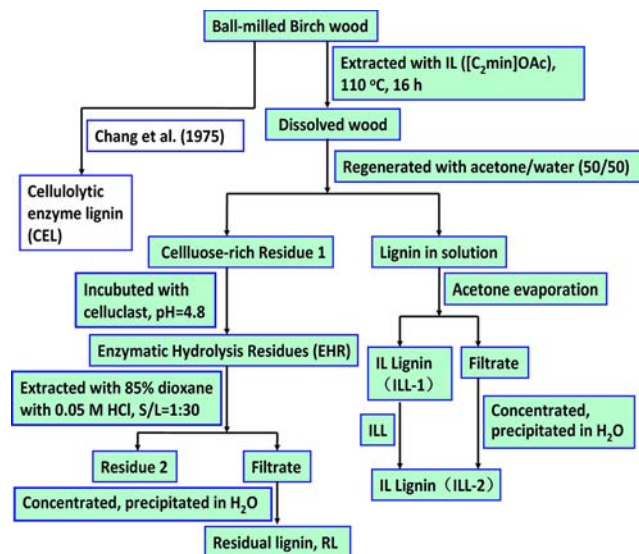 Ball-milled Birch wood
Extracted with IL ([C₂min]OAc),
110 ᵒC, 16 h
Chang et al. (1975)
Dissolved wood
Regenerated with acetone/water (50/50)
Cellulolytic
enzyme lignin
(CEL)
Cellluose-rich Residue 1
Lignin in solution
Incubated with
celluclast, pH=4.8
Acetone evaporation
Enzymatic Hydrolysis Residues (EHR)
IL Lignin
（ILL-1）
Filtrate
Extracted with 85% dioxane
with 0.05 M HCl, S/L=1:30
ILL
Concentrated,
precipitated in H₂O
Residue 2
Filtrate
IL Lignin（ILL-2）
Concentrated, precipitated in H₂O
Residual lignin, RL